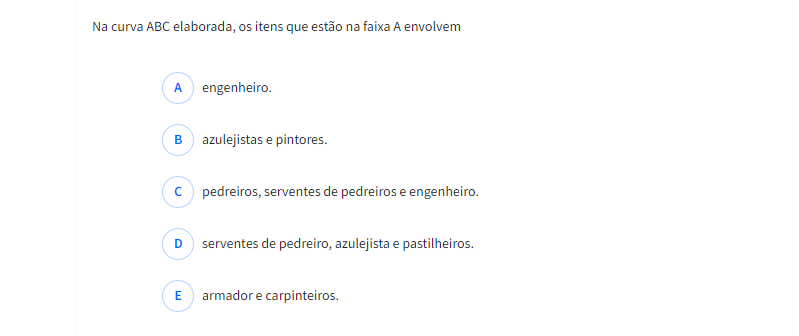 Na curva ABC elaborada, os itens que estão na faixa A envolvem
A engenheiro.
B azulejistas e pintores.
C pedreiros, serventes de pedreiros e engenheiro.
D serventes de pedreiro, azulejista e pastilheiros.
E armador e carpinteiros.